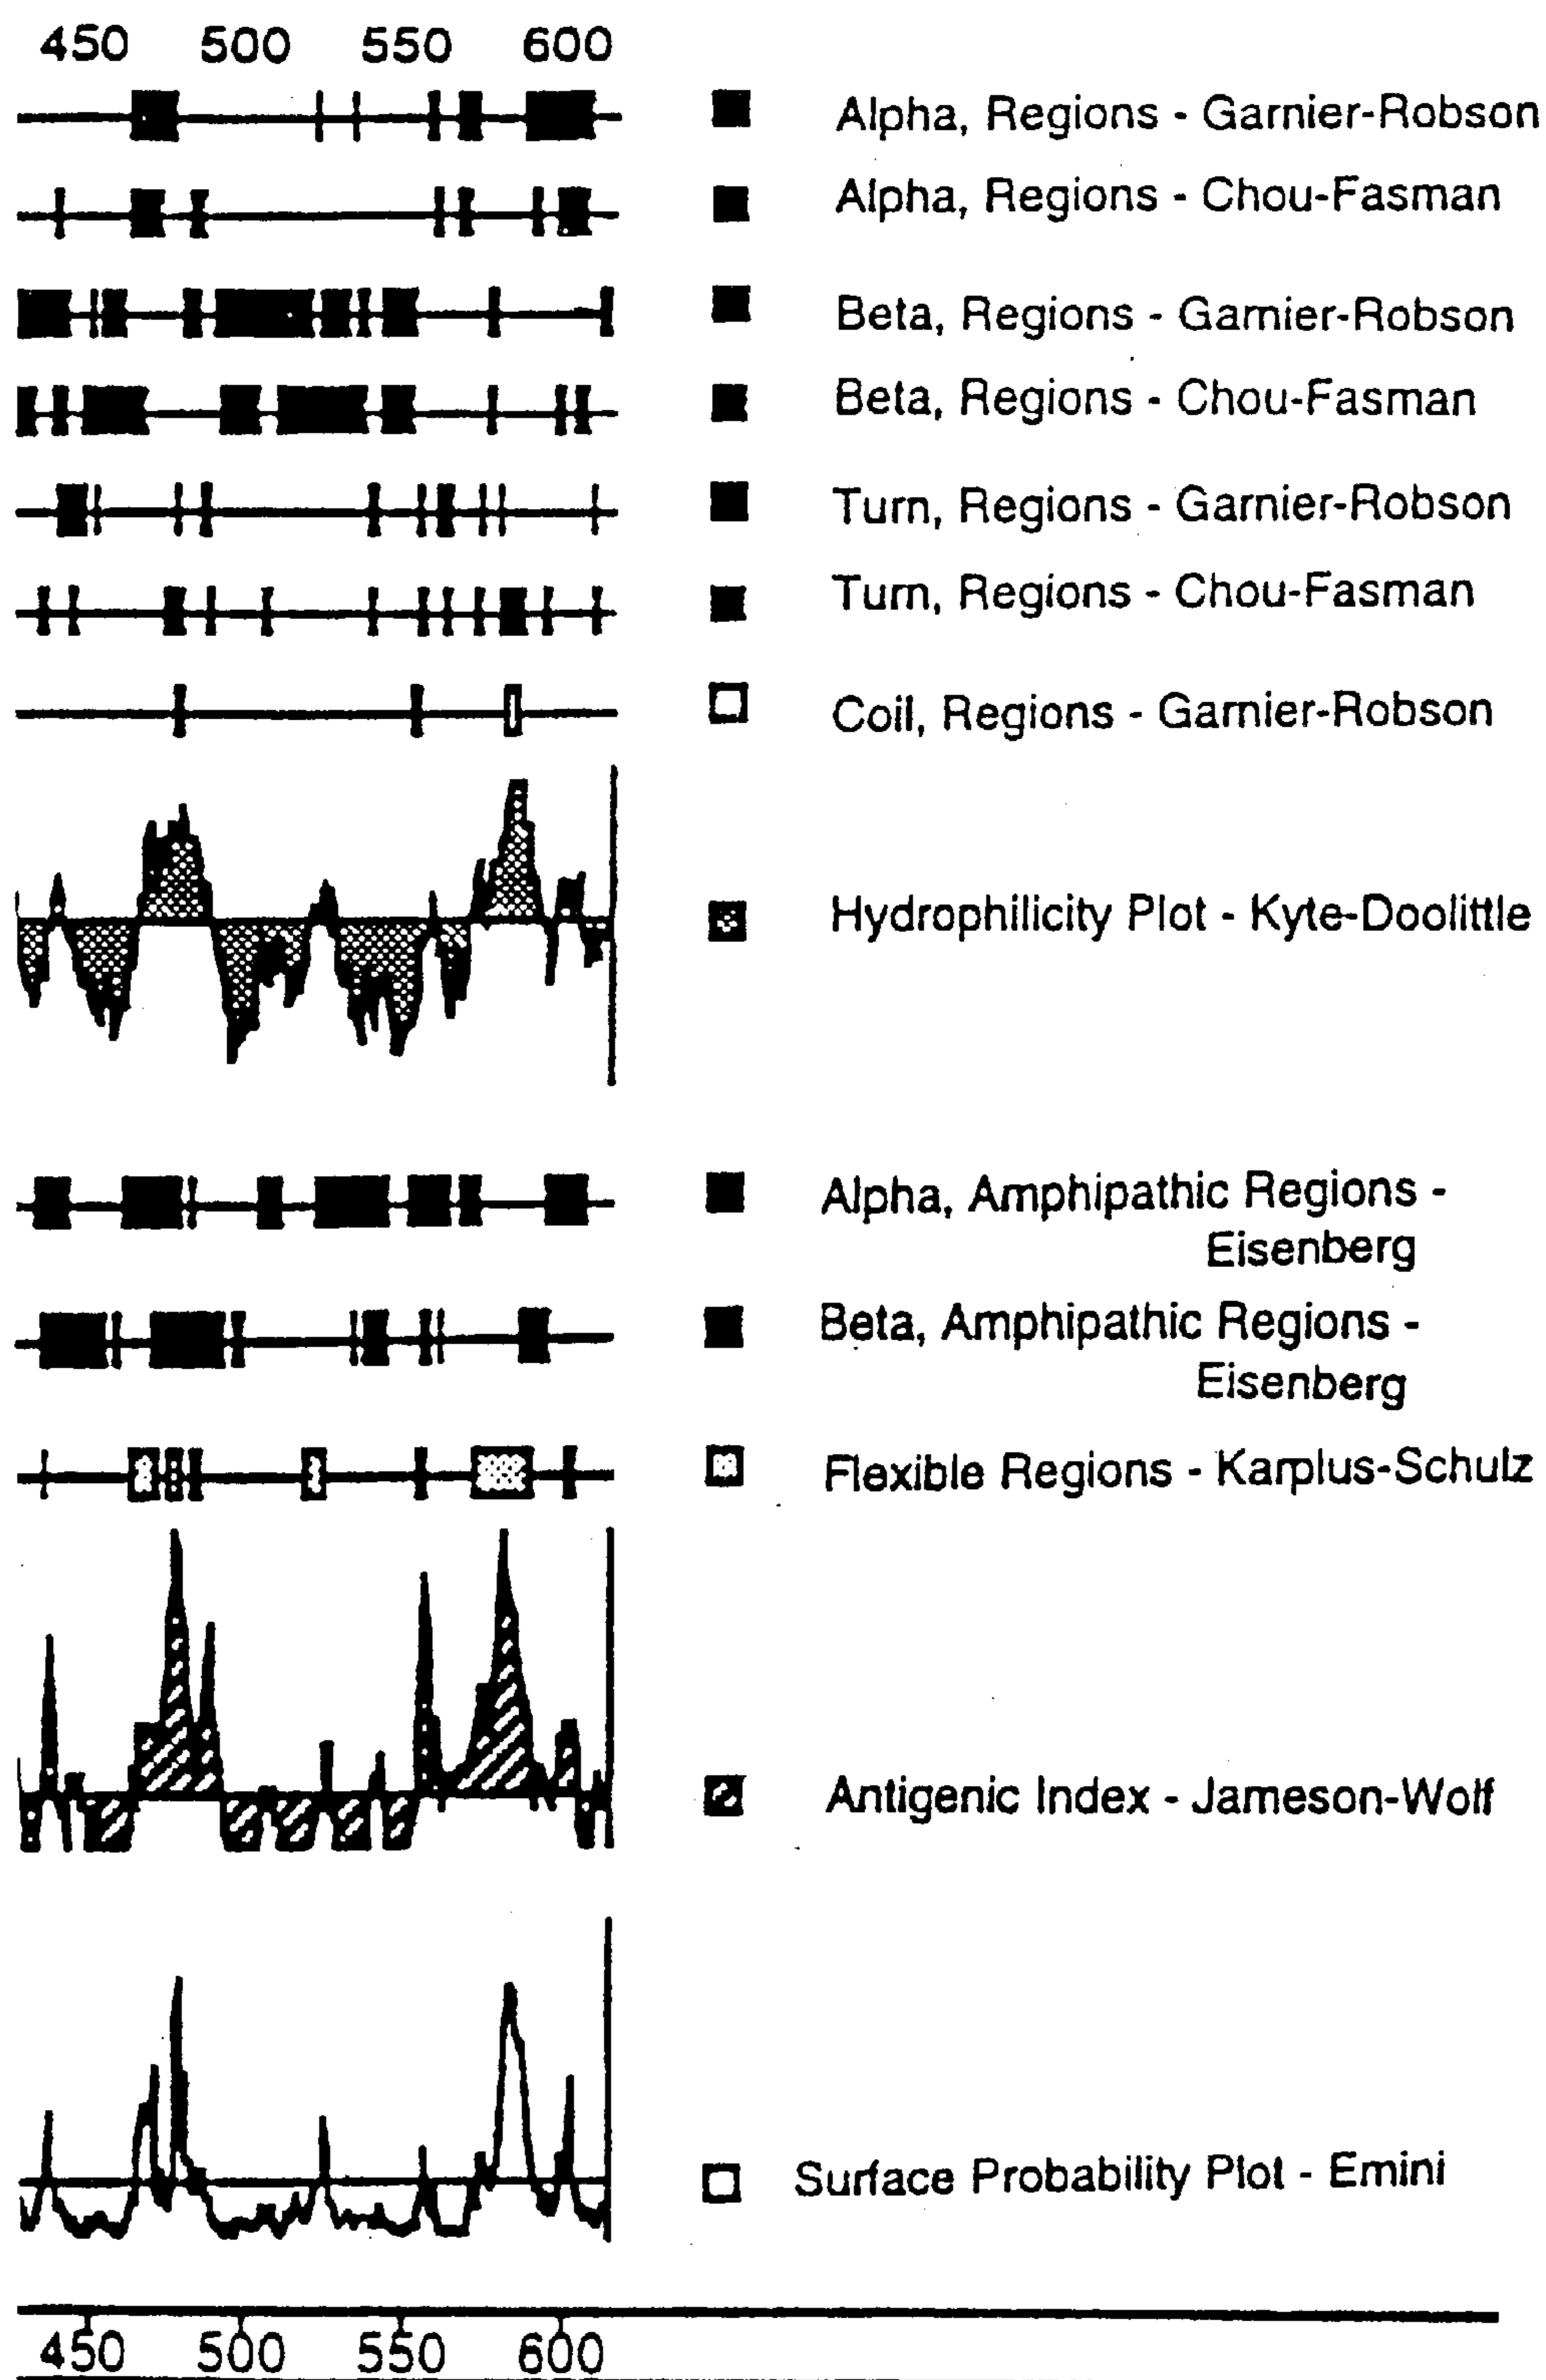 450 500 550 600
Alpha, Regions - Garnier-Robson
Alpha, Regions - Chou-Fasman
Beta, Regions - Garnier-Robson
Beta, Regions - Chou-Fasman
Turn, Regions - Garnier-Robson
Turn, Regions - Chou-Fasman
Coil, Regions - Garnier-Robson
Hydrophilicity Plot - Kyte-Doolittle
Alpha, Amphipathic Regions -
Eisenberg
Beta, Amphipathic Regions -
Eisenberg
Flexible Regions - Karplus-Schulz
Antigenic Index - Jameson-Wolf
Surface Probability Plot - Emini
450 500 550 600